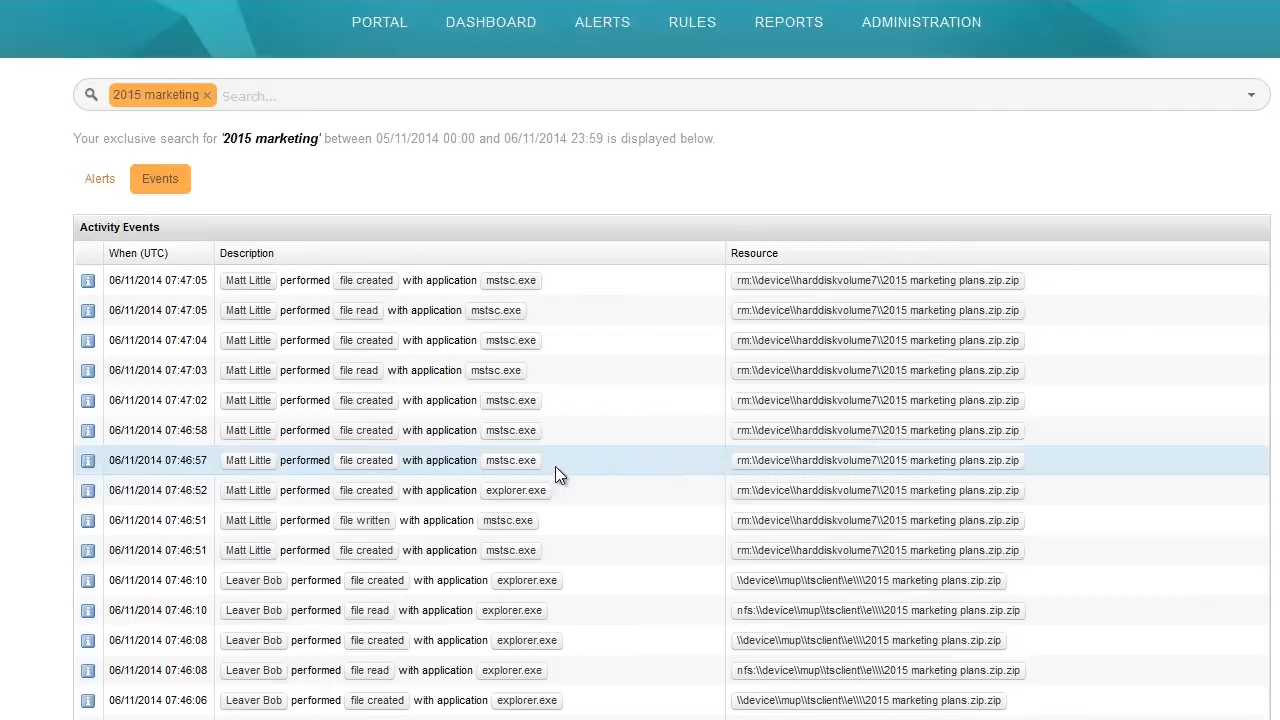 PORTAL DASHBOARD ALERTS RULES REPORTS ADMINISTRATION
2015 marketing × Search...
Your exclusive search for '2015 marketing' between 05/11/2014 00:00 and 06/11/2014 23:59 is displayed below.
Alerts Events
Activity Events
When (UTC) Description Resource
06/11/2014 07:47:05 Matt Little performed file created with application mstsc.exe rm:\\device\\harddiskvolume7\\2015 marketing plans.zip.zip
06/11/2014 07:47:05 Matt Little performed file read with application mstsc.exe rm:\\device\\harddiskvolume7\\2015 marketing plans.zip.zip
06/11/2014 07:47:04 Matt Little performed file created with application mstsc.exe rm:\\device\\harddiskvolume7\\2015 marketing plans.zip.zip
06/11/2014 07:47:03 Matt Little performed file read with application mstsc.exe rm:\\device\\harddiskvolume7\\2015 marketing plans.zip.zip
06/11/2014 07:47:02 Matt Little performed file created with application mstsc.exe rm:\\device\\harddiskvolume7\\2015 marketing plans.zip.zip
06/11/2014 07:46:58 Matt Little performed file created with application mstsc.exe rm:\\device\\harddiskvolume7\\2015 marketing plans.zip.zip
06/11/2014 07:46:57 Matt Little performed file created with application mstsc.exe rm:\\device\\harddiskvolume7\\2015 marketing plans.zip.zip
06/11/2014 07:46:52 Matt Little performed file created with application explorer.exe rm:\\device\\harddiskvolume7\\2015 marketing plans.zip.zip
06/11/2014 07:46:51 Matt Little performed file written with application mstsc.exe rm:\\device\\harddiskvolume7\\2015 marketing plans.zip.zip
06/11/2014 07:46:51 Matt Little performed file created with application mstsc.exe rm:\\device\\harddiskvolume7\\2015 marketing plans.zip.zip
06/11/2014 07:46:10 Leaver Bob performed file created with application explorer.exe \\device\\mup\\tsclient\\e\\\\2015 marketing plans.zip.zip
06/11/2014 07:46:10 Leaver Bob performed file read with application explorer.exe nfs:\\device\\mup\\tsclient\\e\\\\2015 marketing plans.zip.zip
06/11/2014 07:46:08 Leaver Bob performed file created with application explorer.exe \\device\\mup\\tsclient\\e\\\\2015 marketing plans.zip.zip
06/11/2014 07:46:08 Leaver Bob performed file read with application explorer.exe nfs:\\device\\mup\\tsclient\\e\\\\2015 marketing plans.zip.zip
06/11/2014 07:46:06 Leaver Bob performed file created with application explorer.exe \\device\\mup\\tsclient\\e\\\\2015 marketing plans.zip.zip